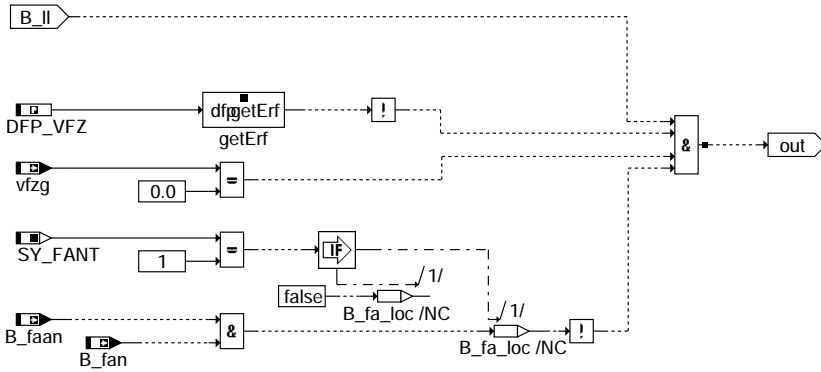 B_ll
dfpgetErf
!
DFP_VFZ
getErf
&
out
vfzg
=
0.0
SY_FANT
=
1
IF
1/
false
B_fa_loc /NC
1/
B_faan
&
B_fan
B_fa_loc /NC
!